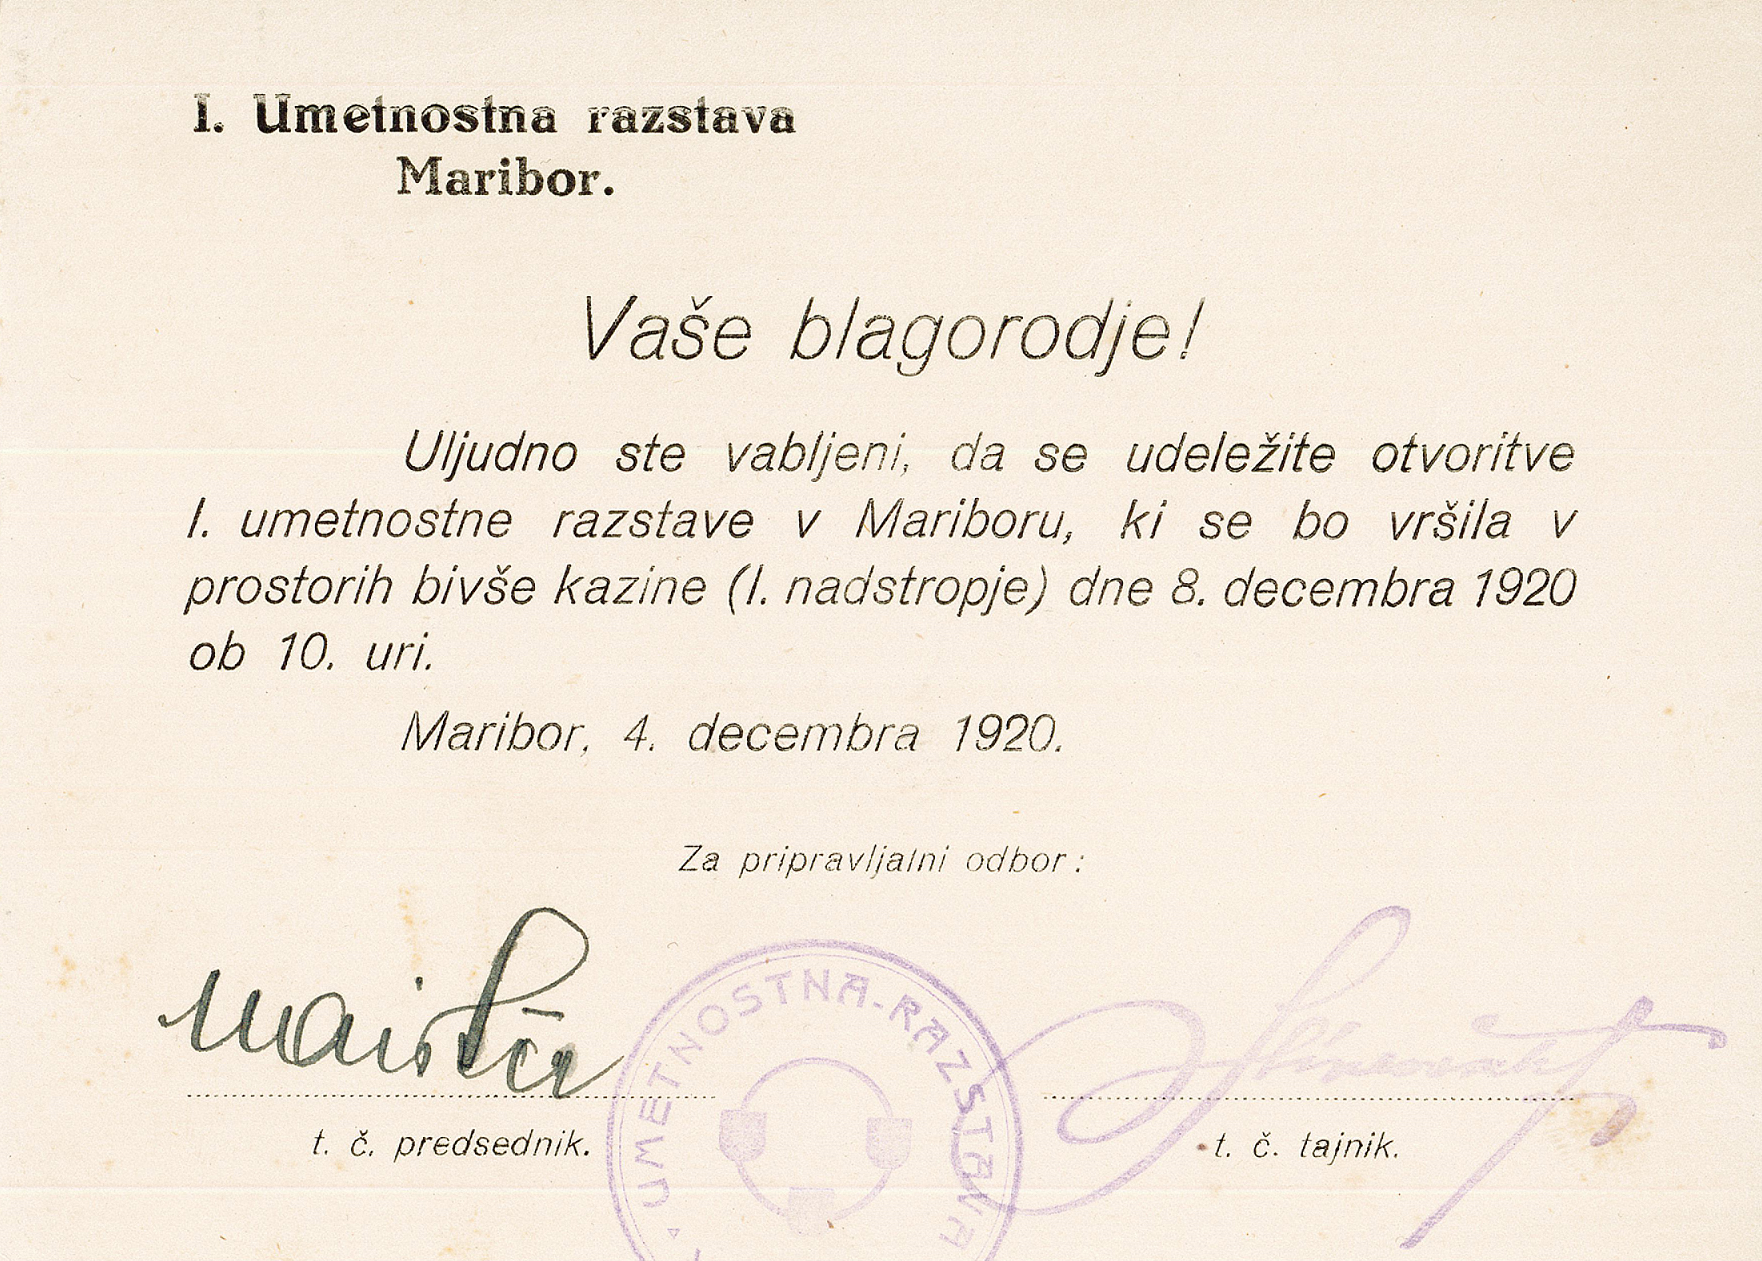 I. Umetnostna razstava
Maribor.
Vaše blagorodje!
Uljudno ste vabljeni, da se udeležite otvoritve
I. umetnostne razstave v Mariboru, ki se bo vršila v
prostorih bivše kazine (I. nadstropje) dne 8. decembra 1920
ob 10. uri.
Maribor, 4. decembra 1920.
Za pripravljalni odbor:
Maister
UMETNOSTNA-RAZSTAVA
t. č. predsednik.
t. č. tajnik.